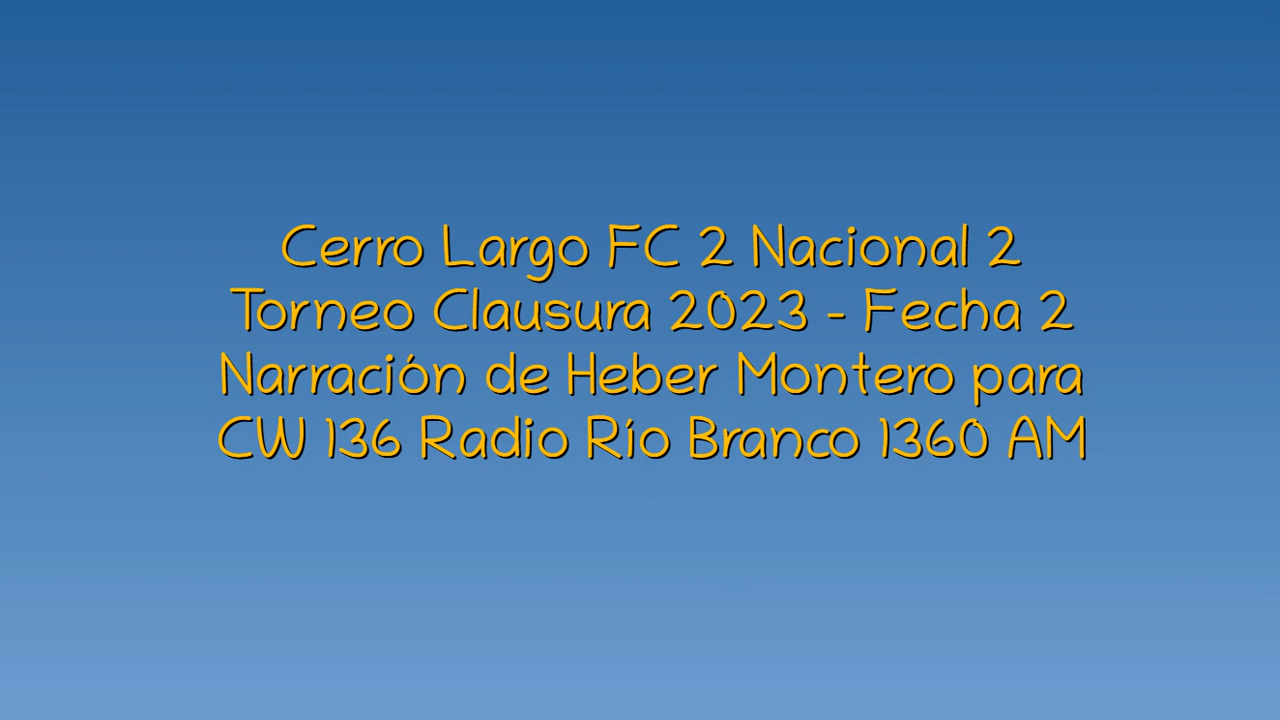 Cerro Largo FC 2 Nacional 2
Torneo Clausura 2023 - Fecha 2
Narración de Heber Montero para
CW 136 Radio Río Branco 1360 AM